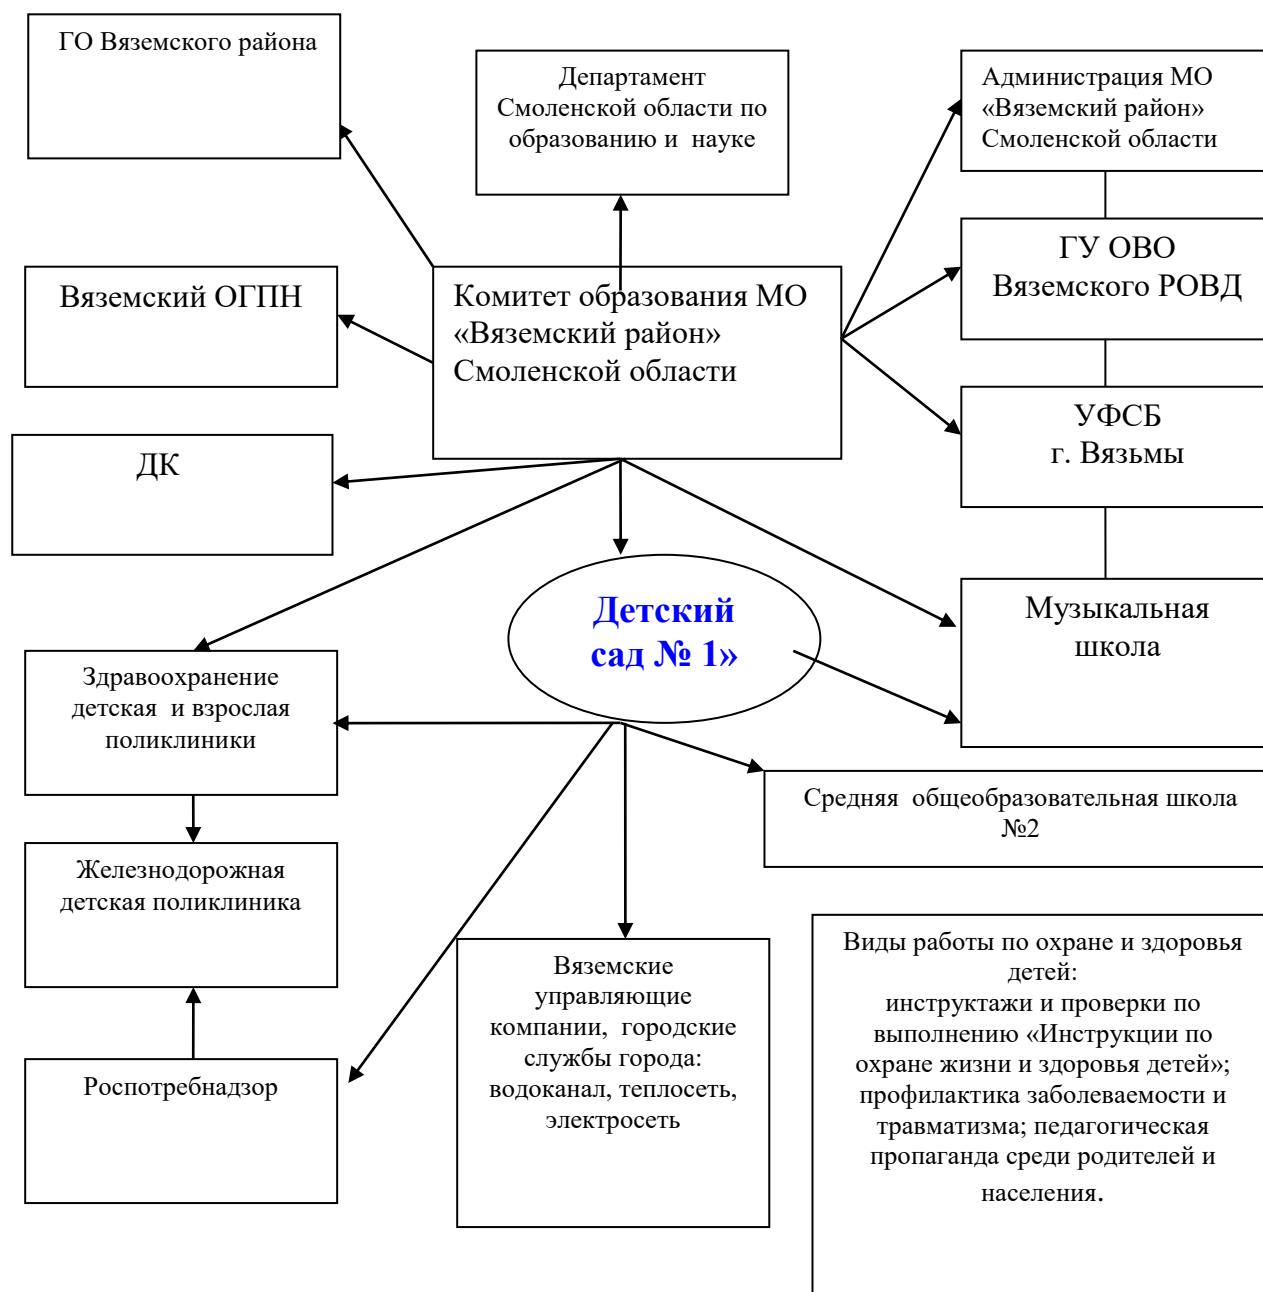 ГО Вяземского района
Департамент
Смоленской области по
образованию и науке
Администрация МО
«Вяземский район»
Смоленской области
Вяземский ОГПН
Комитет образования МО
«Вяземский район»
Смоленской области
ГУ ОВО
Вяземского РОВД
ДК
УФСБ
г. Вязьмы
Детский
сад № 1»
Музыкальная
школа
Здравоохранение
детская и взрослая
поликлиники
Средняя общеобразовательная школа
№2
Железнодорожная
детская поликлиника
Вяземские
управляющие
компании, городские
службы города:
водоканал, теплосеть,
электросеть
Виды работы по охране и здоровья
детей:
инструктажи и проверки по
выполнению «Инструкции по
охране жизни и здоровья детей»;
профилактика заболеваемости и
травматизма; педагогическая
пропаганда среди родителей и
населения.
Роспотребнадзор